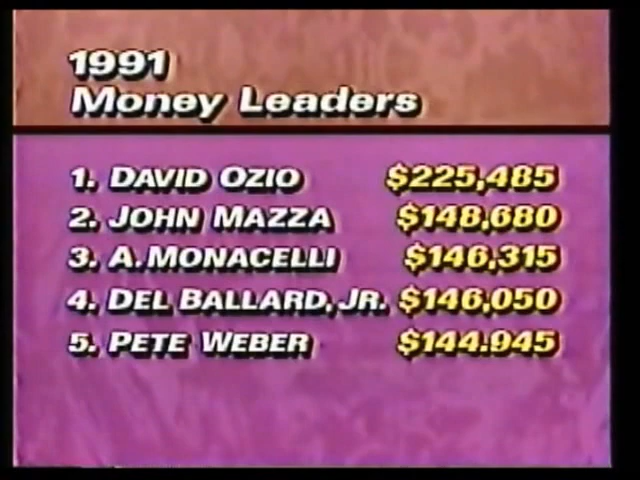 1991
Money Leaders
1. DAVID OZIO $225,485
2. JOHN MAZZA $148,680
3. A. MONACELLI $146,315
4. DEL BALLARD, JR. $146,050
5. PETE WEBER $144.945